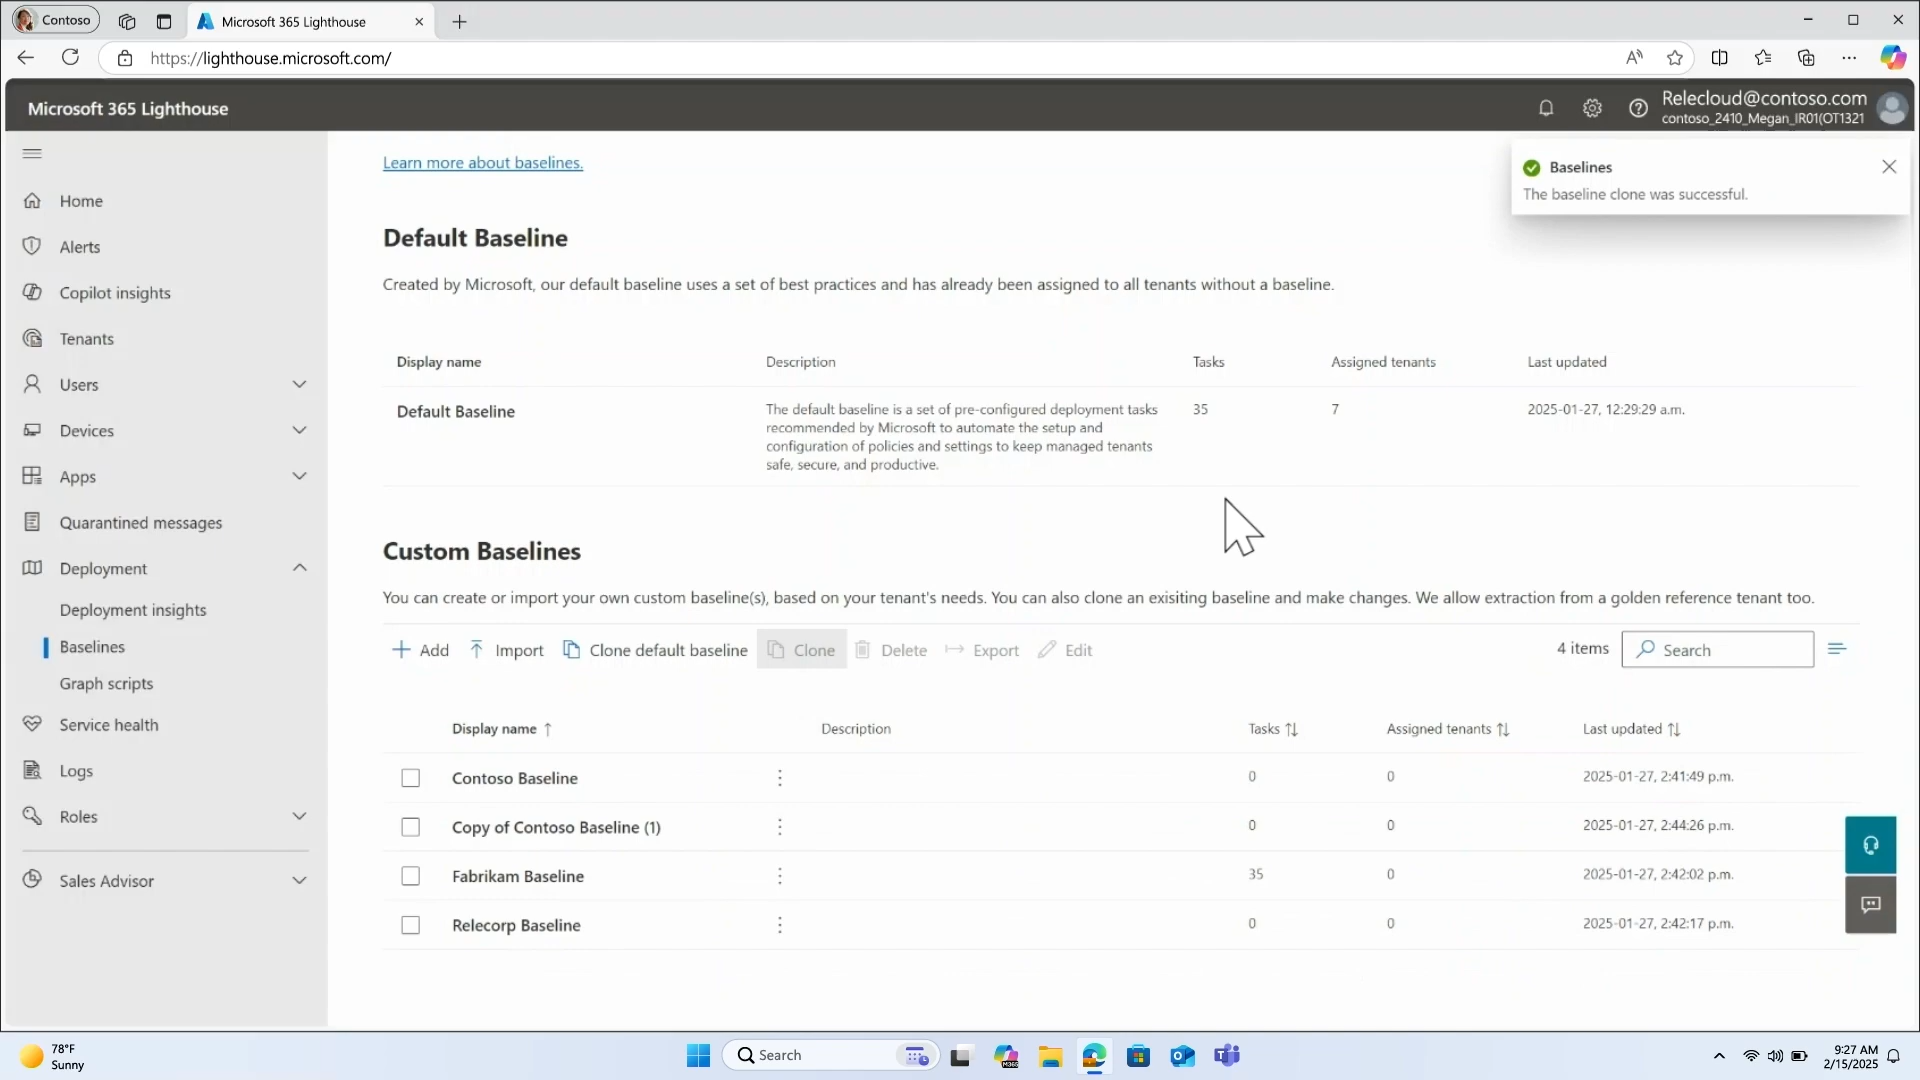 Contoso
Microsoft 365 Lighthouse
https://lighthouse.microsoft.com/
Microsoft 365 Lighthouse
Relecloud@contoso.com
contoso_2410_Megan_IR01(OT1321
Baselines
The baseline clone was successful.
Home
Alerts
Copilot insights
Tenants
Users
Devices
Apps
Quarantined messages
Deployment
Deployment insights
Baselines
Graph scripts
Service health
Logs
Roles
Sales Advisor
Learn more about baselines.
Default Baseline
Created by Microsoft, our default baseline uses a set of best practices and has already been assigned to all tenants without a baseline.
Display name Description Tasks Assigned tenants Last updated
Default Baseline The default baseline is a set of pre-configured deployment tasks 35 7 2025-01-27, 12:29:29 a.m.
recommended by Microsoft to automate the setup and
configuration of policies and settings to keep managed tenants
safe, secure, and productive.
Custom Baselines
You can create or import your own custom baseline(s), based on your tenant's needs. You can also clone an exisiting baseline and make changes. We allow extraction from a golden reference tenant too.
Add Import Clone default baseline Clone Delete Export Edit 4 items Search
Display name ↑ Description Tasks ↑↓ Assigned tenants ↑↓ Last updated ↑↓
Contoso Baseline 0 0 2025-01-27, 2:41:49 p.m.
Copy of Contoso Baseline (1) 0 0 2025-01-27, 2:44:26 p.m.
Fabrikam Baseline 35 0 2025-01-27, 2:42:02 p.m.
Relecorp Baseline 0 0 2025-01-27, 2:42:17 p.m.
78°F
Sunny
Search
M365
9:27 AM
2/15/2025